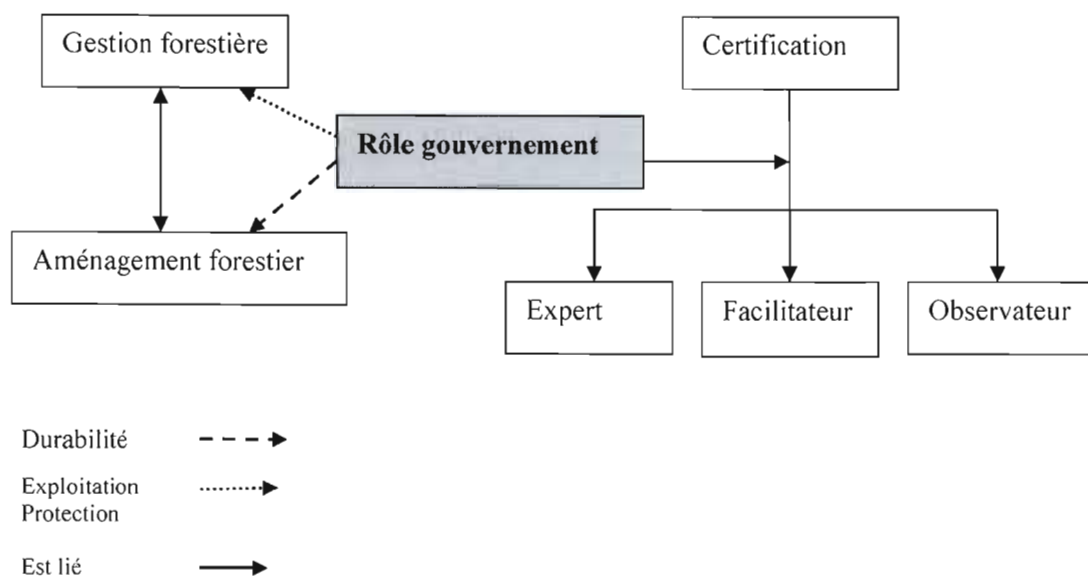 Gestion forestière
Certification
Rôle gouvernement
Aménagement forestier
Expert
Facilitateur
Observateur
Durabilité
Exploitation
Protection
Est lié